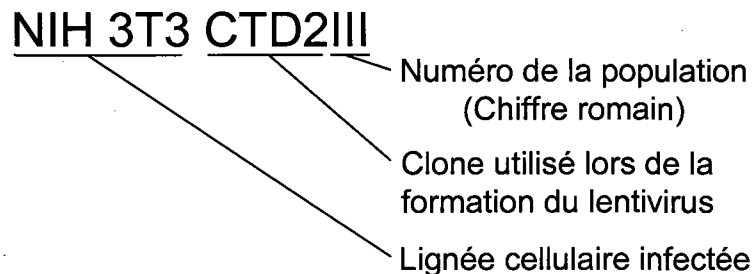 NIH 3T3 CTD2III
Numéro de la population
(Chiffre romain)
Clone utilisé lors de la
formation du lentivirus
Lignée cellulaire infectée